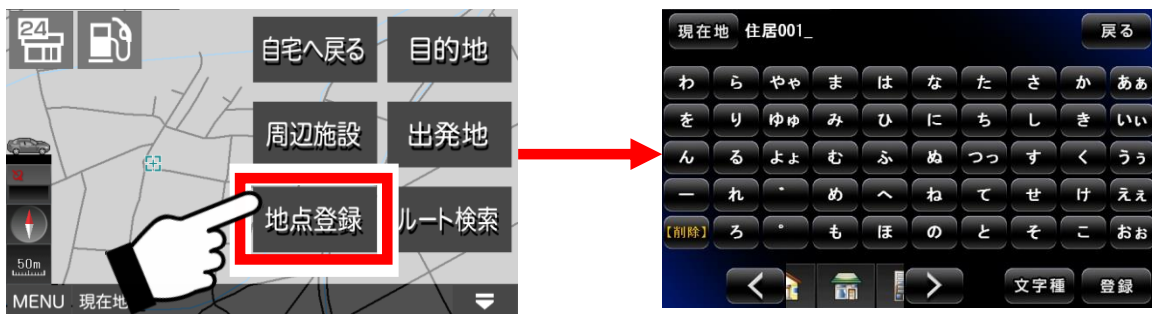 24
自宅へ戻る 目的地
周辺施設 出発地
地点登録 ルート検索
50m
MENU 現在地
現在地 住居001_ 戻る
わ ら やゃ ま は な た さ か あぁ
を り ゆゅ み ひ に ち し き いぃ
ん る よょ む ふ ぬ つっ す く うぅ
ー れ ゛ め へ ね て せ け えぇ
【削除】 ろ ゜ も ほ の と そ こ おぉ
文字種 登録